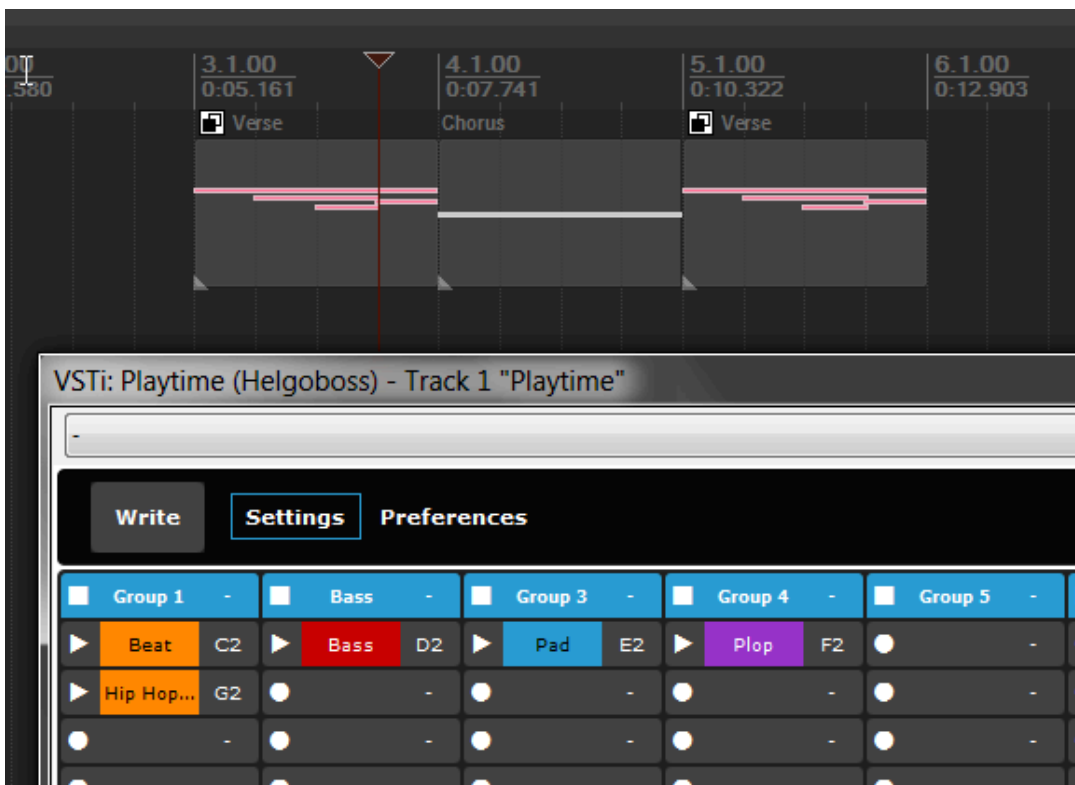 00 3.1.00 4.1.00 5.1.00 6.1.00
.580 0:05.161 0:07.741 0:10.322 0:12.903
Verse Chorus Verse
VSTi: Playtime (Helgoboss) - Track 1 "Playtime"
-
Write Settings Preferences
Group 1 - Bass - Group 3 - Group 4 - Group 5 -
Beat C2 Bass D2 Pad E2 Plop F2 -
Hip Hop... G2 - - - -
- - - - -